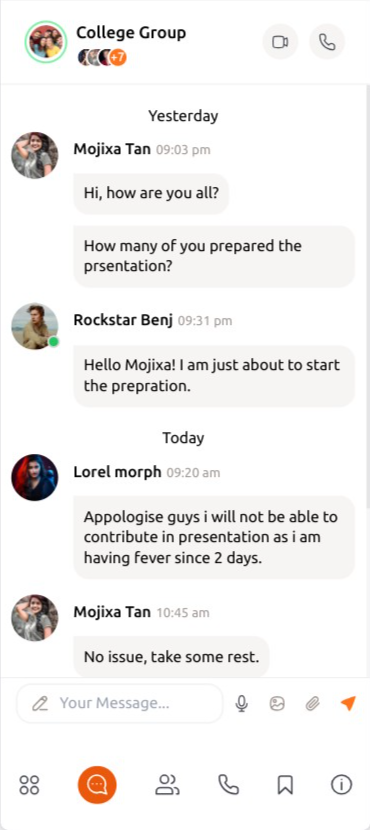 College Group
+7
Yesterday
Mojixa Tan 09:03 pm
Hi, how are you all?
How many of you prepared the
prsentation?
Rockstar Benj 09:31 pm
Hello Mojixa! I am just about to start
the prepration.
Today
Lorel morph 09:20 am
Appologise guys i will not be able to
contribute in presentation as i am
having fever since 2 days.
Mojixa Tan 10:45 am
No issue, take some rest.
Your Message...